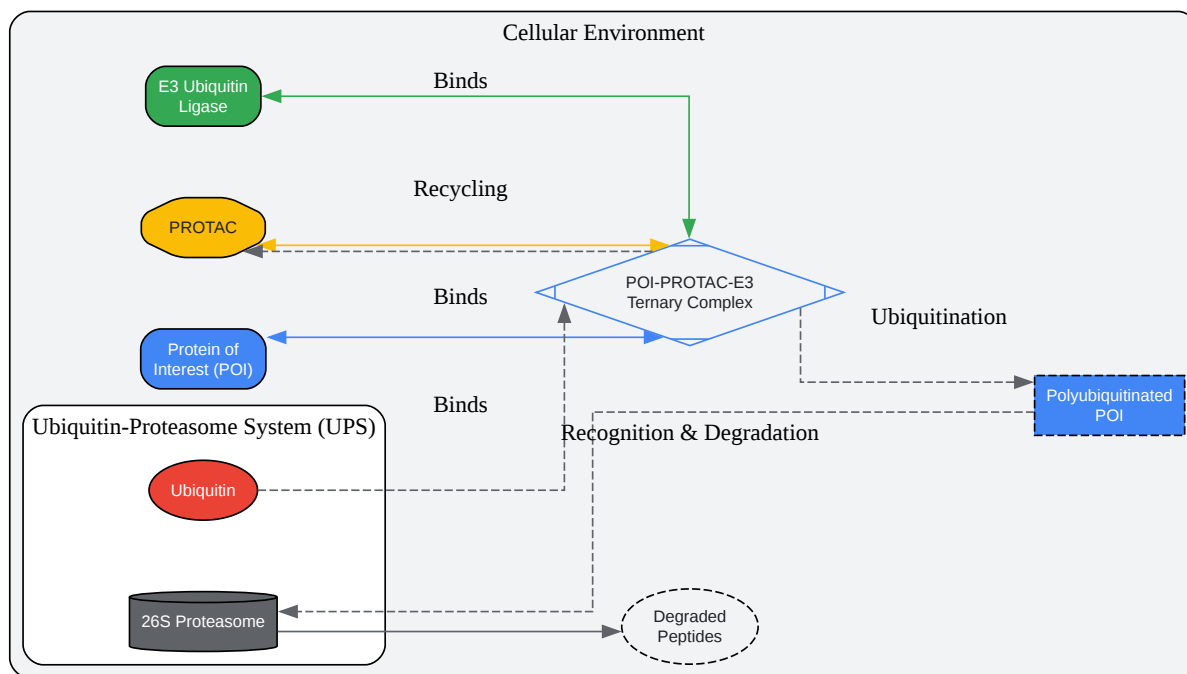 Cellular Environment
E3 Ubiquitin
Ligase
Binds
Recycling
PROTAC
POI-PROTAC-E3
Ternary Complex
Binds
Ubiquitination
Protein of
Interest (POI)
Polyubiquitinated
POI
Binds
Ubiquitin-Proteasome System (UPS)
Recognition & Degradation
Ubiquitin
26S Proteasome
Degraded
Peptides